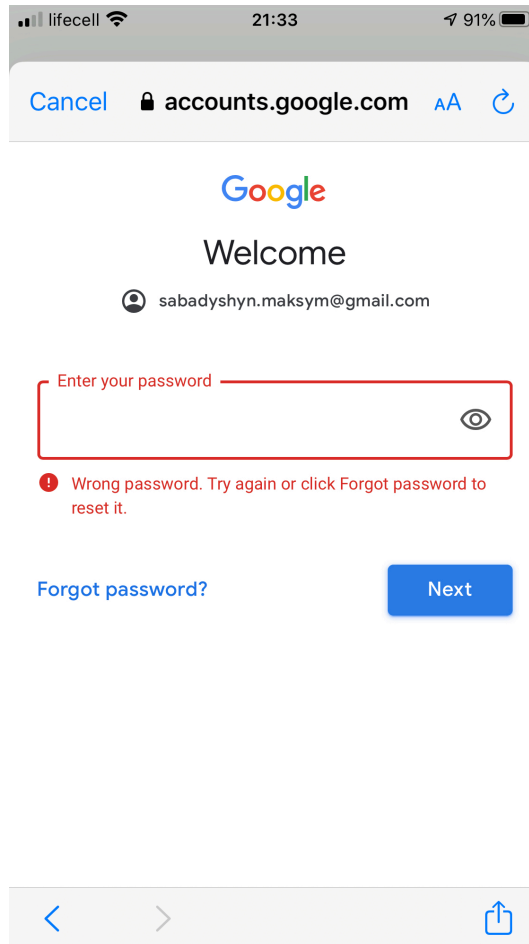 lifecell 21:33 91%
Cancel accounts.google.com AA
Google
Welcome
sabadyshyn.maksym@gmail.com
Enter your password
Wrong password. Try again or click Forgot password to
reset it.
Forgot password? Next